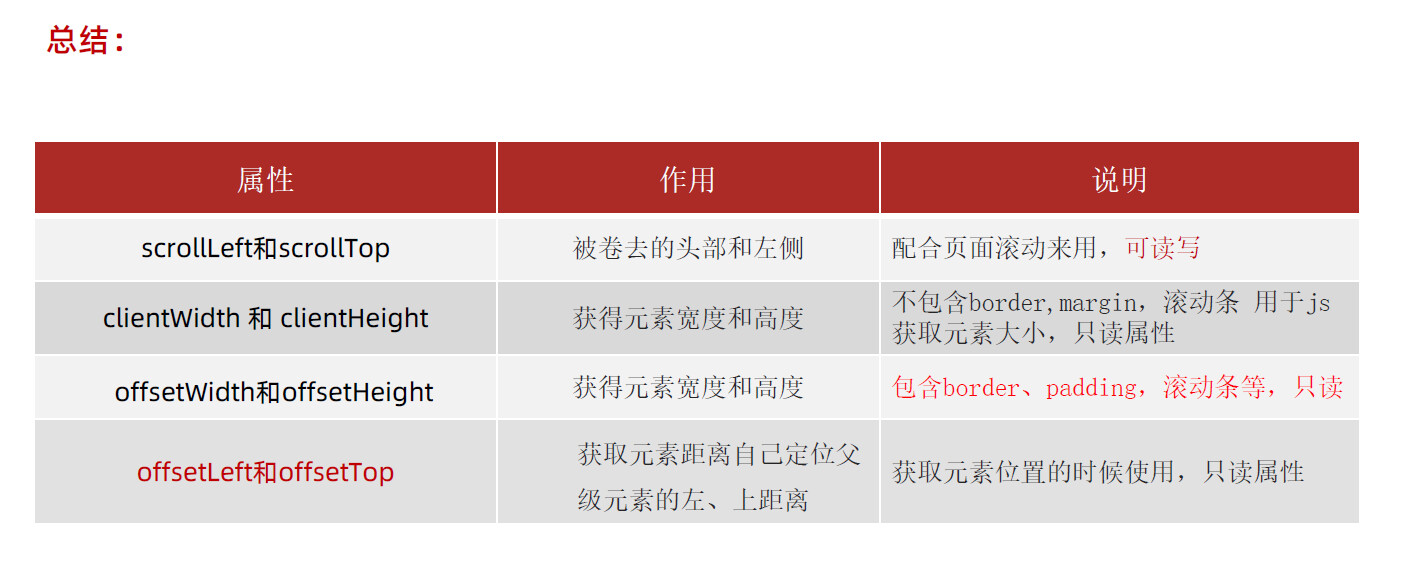 总结：
属性 作用 说明
scrollLeft和scrollTop 被卷去的头部和左侧 配合页面滚动来用，可读写
clientWidth 和 clientHeight 获得元素宽度和高度 不包含border,margin，滚动条 用于js
获取元素大小，只读属性
offsetWidth和offsetHeight 获得元素宽度和高度 包含border、padding，滚动条等，只读
offsetLeft和offsetTop 获取元素距离自己定位父
级元素的左、上距离 获取元素位置的时候使用，只读属性